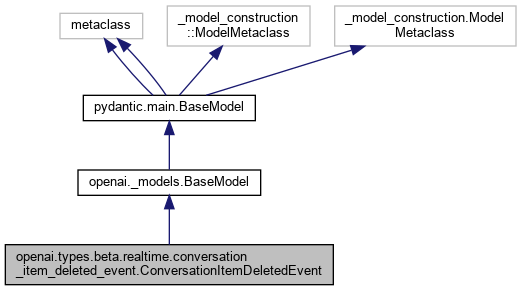 metaclass
_model_construction
::ModelMetaclass
_model_construction.Model
Metaclass
pydantic.main.BaseModel
openai._models.BaseModel
openai.types.beta.realtime.conversation
_item_deleted_event.ConversationItemDeletedEvent